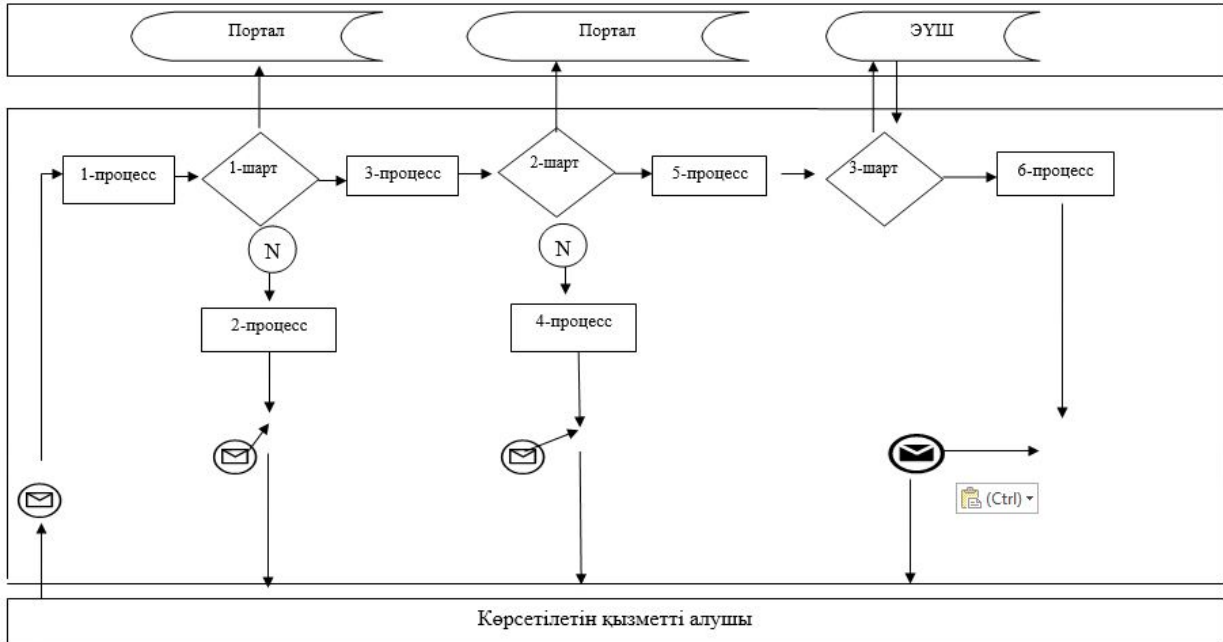 Портал
Портал
ЭҮШ
1-процесс
1-шарт
3-процесс
2-шарт
5-процесс
3-шарт
6-процесс
N
N
2-процесс
4-процесс
(Ctrl)
Көрсетілетін қызметті алушы